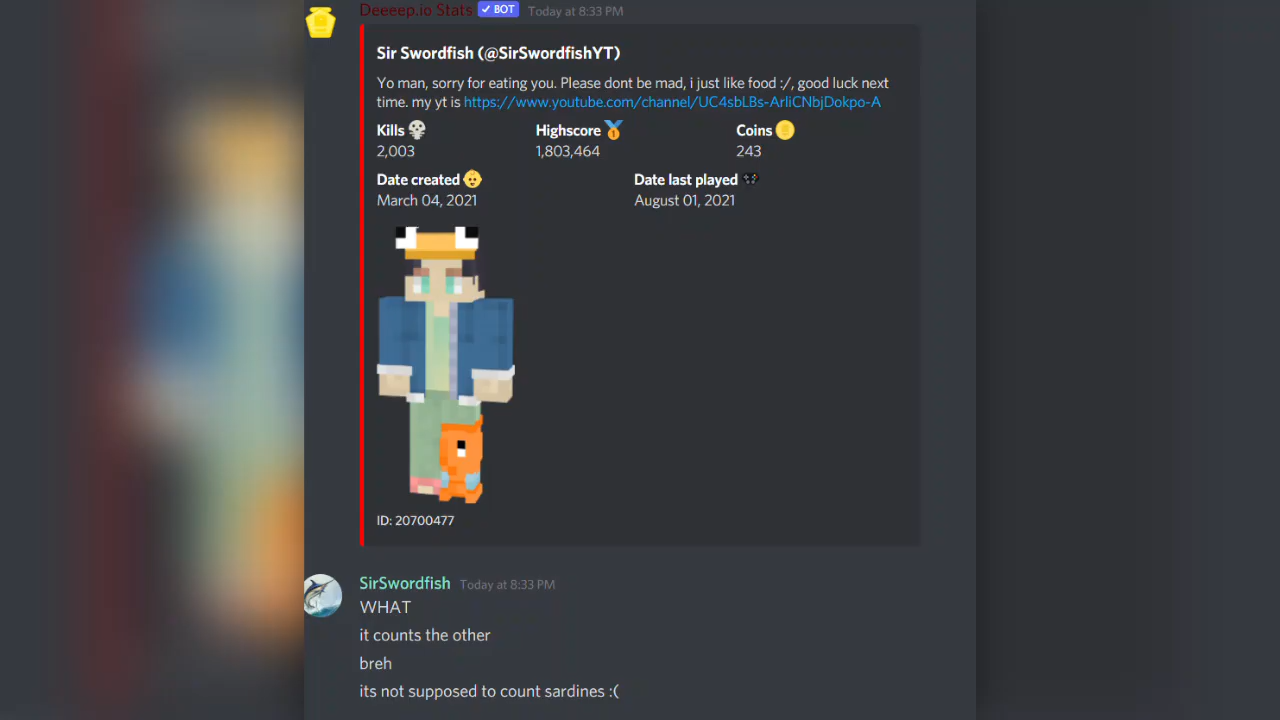 Deeeep.io Stats ✓ BOT Today at 8:33 PM
Sir Swordfish (@SirSwordfishYT)
Yo man, sorry for eating you. Please dont be mad, i just like food :/, good luck next
time. my yt is https://www.youtube.com/channel/UC4sbLBs-ArliCNbjDokpo-A
Kills Highscore Coins
2,003 1,803,464 243
Date created Date last played
March 04, 2021 August 01, 2021
ID: 20700477
SirSwordfish Today at 8:33 PM
WHAT
it counts the other
breh
its not supposed to count sardines :(